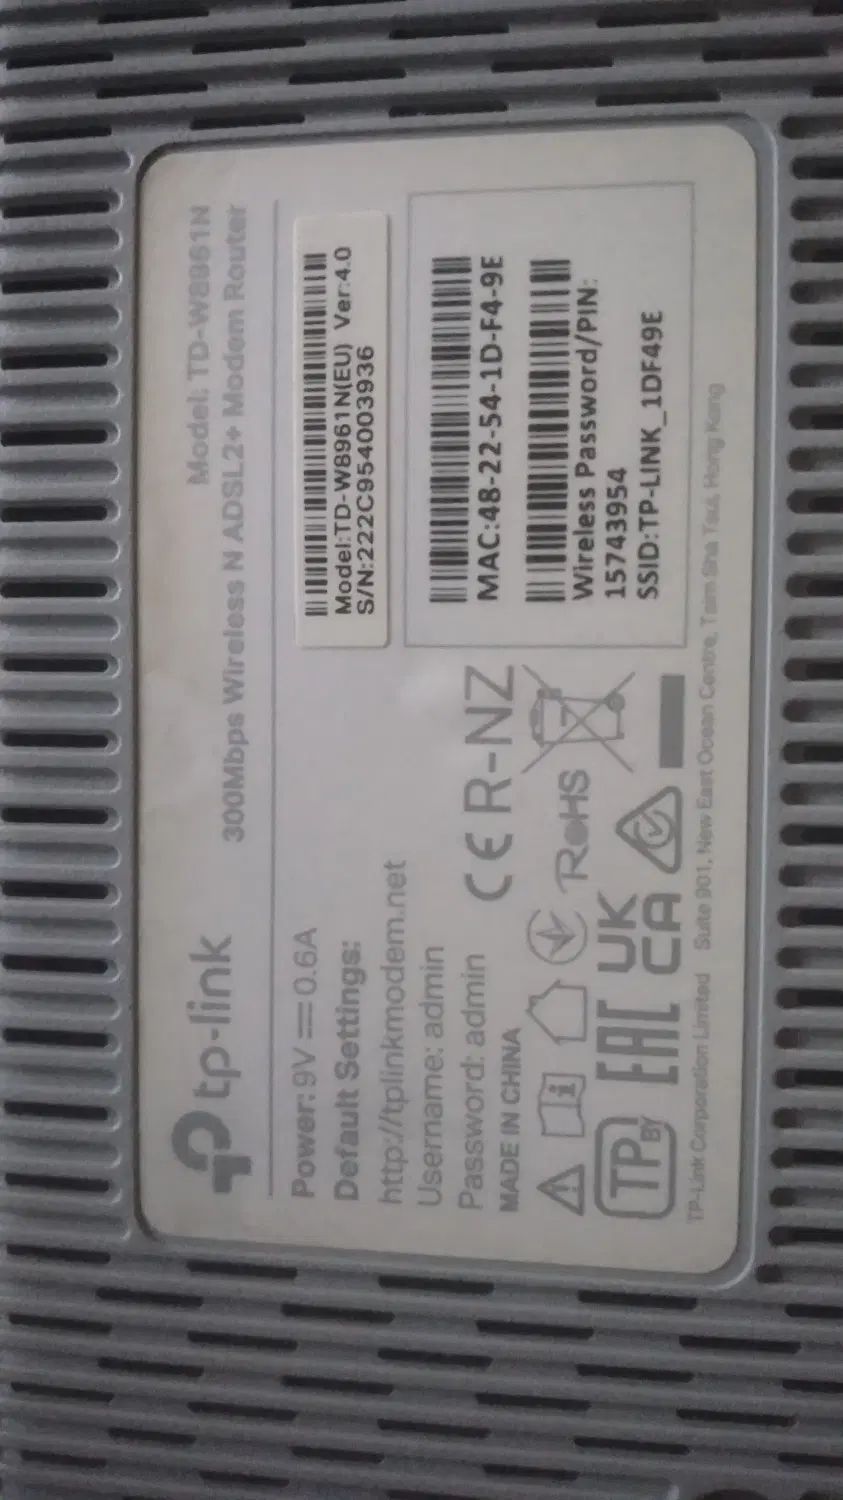 tp-link
Model: TD-W8961N
300Mbps Wireless N ADSL2+ Modem Router
Power: 9V⎓0.6A
Default Settings:
http://tplinkmodem.net
Username: admin
Password: admin
MADE IN CHINA
Model:TD-W8961N(EU) Ver:4.0
S/N:222C954003936
MAC:48-22-54-1D-F4-9E
Wireless Password/PIN:
15743954
SSID:TP-LINK_1DF49E
CE R-NZ
RoHS
TP BY
EAC
UK CA
TP-Link Corporation Limited Suite 901, New East Ocean Centre, Tsim Sha Tsui, Hong Kong